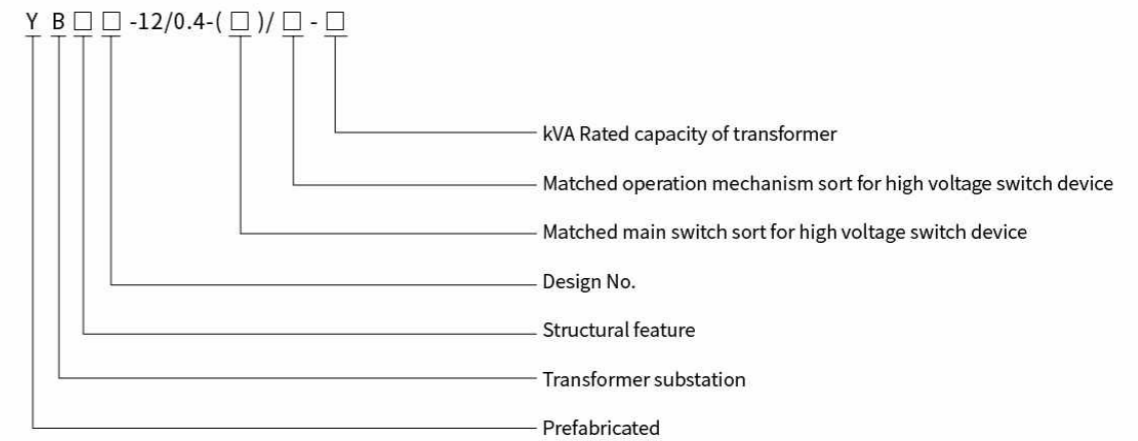 Y B □ □ -12/0.4-( □ )/ □ - □
kVA Rated capacity of transformer
Matched operation mechanism sort for high voltage switch device
Matched main switch sort for high voltage switch device
Design No.
Structural feature
Transformer substation
Prefabricated